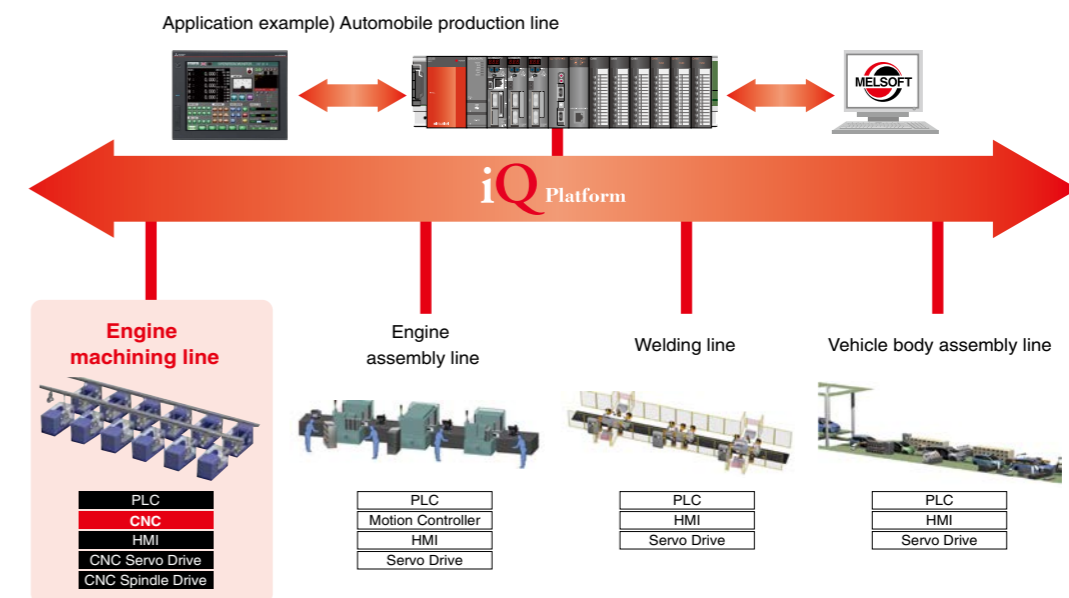 Application example) Automobile production line
MELSOFT
iQ Platform
Engine
machining line
PLC
CNC
HMI
CNC Servo Drive
CNC Spindle Drive
Engine
assembly line
PLC
Motion Controller
HMI
Servo Drive
Welding line
PLC
HMI
Servo Drive
Vehicle body assembly line
PLC
HMI
Servo Drive